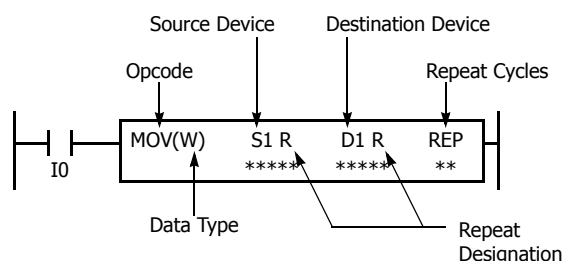 Source Device
Destination Device
Opcode
Repeat Cycles
MOV(W) S1 R D1 R REP
***** ***** **
I0
Data Type
Repeat
Designation